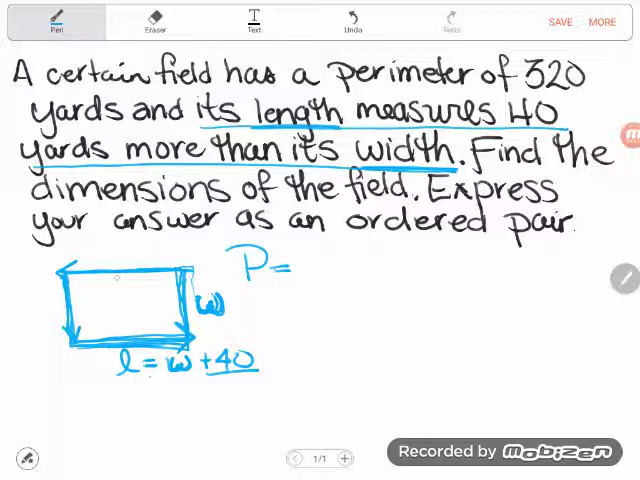 Pen
Eraser
Text
Undo
Redo
SAVE
MORE
A certain field has a perimeter of 320
yards and its length measures 40
yards more than its width. Find the
dimensions of the field. Express
your answer as an ordered pair.
P=
w
l = w + 40
1/1
Recorded by mobizen